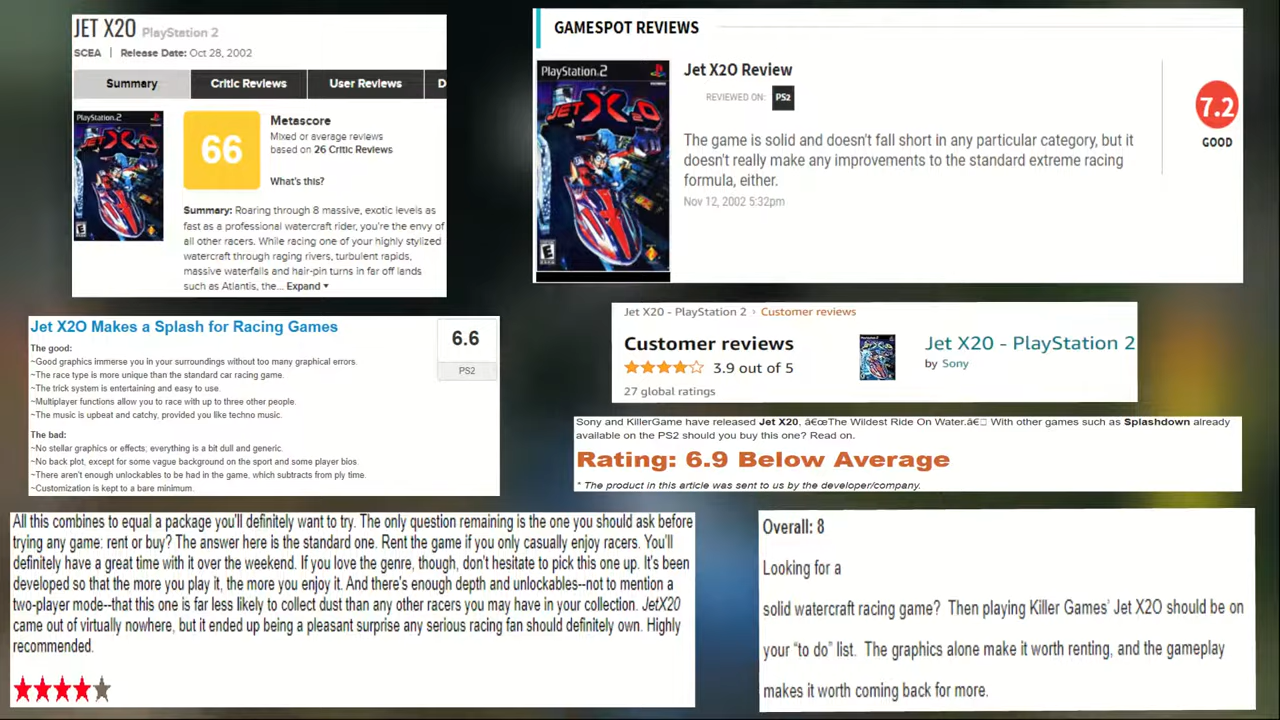 JET X2O PlayStation 2
SCEA | Release Date: Oct 28, 2002
Summary Critic Reviews User Reviews D
PlayStation.2
JET X2O
66
Metascore
Mixed or average reviews
based on 26 Critic Reviews
What's this?
Summary: Roaring through 8 massive, exotic levels as
fast as a professional watercraft rider, you're the envy of
all other racers. While racing one of your highly stylized
watercraft through raging rivers, turbulent rapids,
massive waterfalls and hair-pin turns in far off lands
such as Atlantis, the... Expand
GAMESPOT REVIEWS
PlayStation.2
JET X2O
Jet X2O Review
REVIEWED ON: PS2
The game is solid and doesn't fall short in any particular category, but it
doesn't really make any improvements to the standard extreme racing
formula, either.
Nov 12, 2002 5:32pm
7.2
GOOD
Jet X2O Makes a Splash for Racing Games
6.6
PS2
The good:
~Good graphics immerse you in your surroundings without too many graphical errors.
~The race type is more unique than the standard car racing game.
~The trick system is entertaining and easy to use.
~Multiplayer functions allow you to race with up to three other people.
~The music is upbeat and catchy, provided you like techno music.
The bad:
~No stellar graphics or effects; everything is a bit dull and generic.
~No back plot, except for some vague background on the sport and some player bios.
~There aren't enough unlockables to be had in the game, which subtracts from ply time.
~Customization is kept to a bare minimum.
Jet X20 - PlayStation 2 › Customer reviews
Customer reviews
3.9 out of 5
27 global ratings
Jet X20 - PlayStation 2
by Sony
Sony and KillerGame have released Jet X20, â€œThe Wildest Ride On Water.â€ With other games such as Splashdown already
available on the PS2 should you buy this one? Read on.
Rating: 6.9 Below Average
* The product in this article was sent to us by the developer/company.
All this combines to equal a package you'll definitely want to try. The only question remaining is the one you should ask before
trying any game: rent or buy? The answer here is the standard one. Rent the game if you only casually enjoy racers. You'll
definitely have a great time with it over the weekend. If you love the genre, though, don't hesitate to pick this one up. It's been
developed so that the more you play it, the more you enjoy it. And there's enough depth and unlockables--not to mention a
two-player mode--that this one is far less likely to collect dust than any other racers you may have in your collection. JetX20
came out of virtually nowhere, but it ended up being a pleasant surprise any serious racing fan should definitely own. Highly
recommended.
Overall: 8
Looking for a
solid watercraft racing game? Then playing Killer Games' Jet X2O should be on
your "to do" list. The graphics alone make it worth renting, and the gameplay
makes it worth coming back for more.